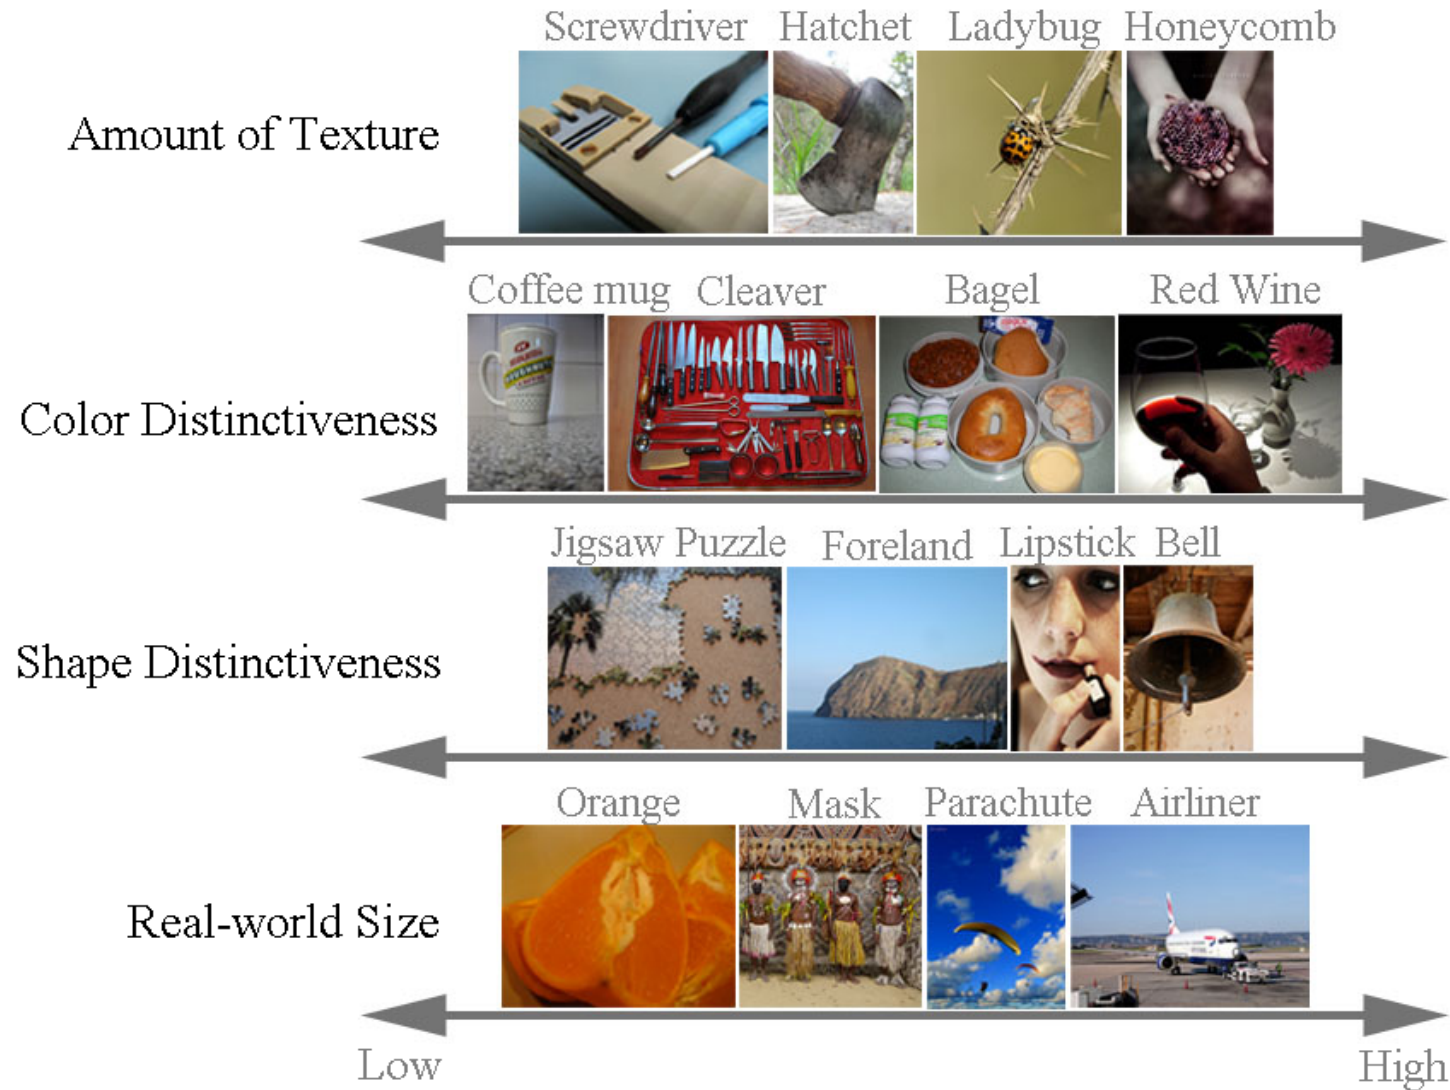 Screwdriver Hatchet Ladybug Honeycomb
Amount of Texture
Coffee mug Cleaver Bagel Red Wine
Color Distinctiveness
Jigsaw Puzzle Foreland Lipstick Bell
Shape Distinctiveness
Orange Mask Parachute Airliner
Real-world Size
Low High